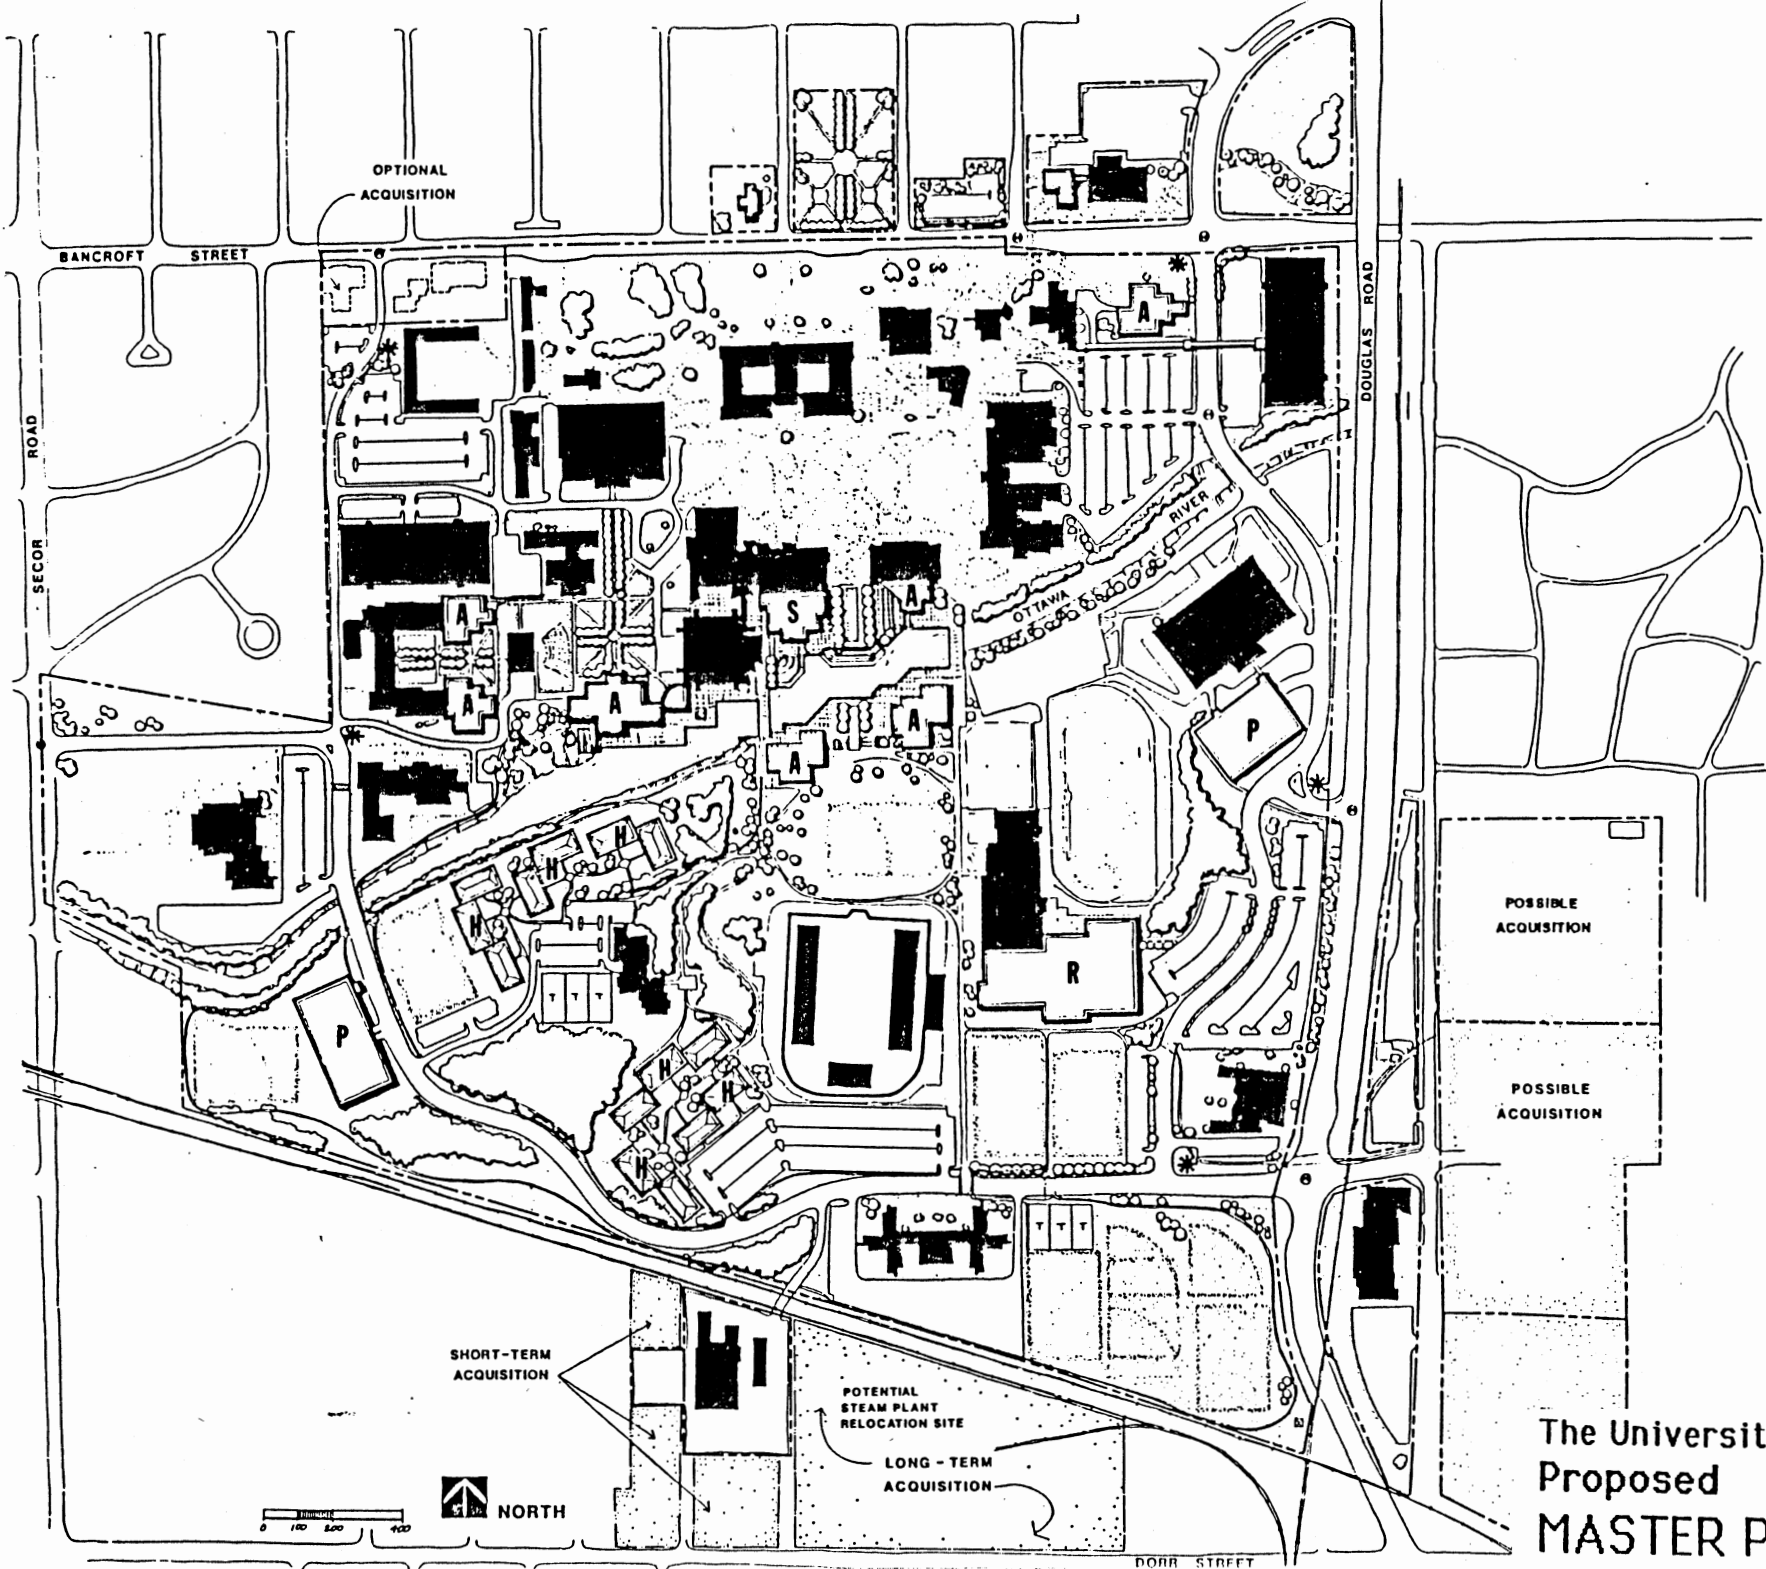 OPTIONAL
ACQUISITION
BANCROFT STREET
A
DOUGLAS ROAD
SECOR ROAD
RIVER
OTTAWA
A
S
A
A
A
A
P
A
A
H
H
H
POSSIBLE
ACQUISITION
R
T T T
P
H
H
POSSIBLE
ACQUISITION
H
T T T
SHORT-TERM
ACQUISITION
POTENTIAL
STEAM PLANT
RELOCATION SITE
LONG-TERM
ACQUISITION
NORTH
0 100 200 400
The Universit
Proposed
MASTER P
DORR STREET